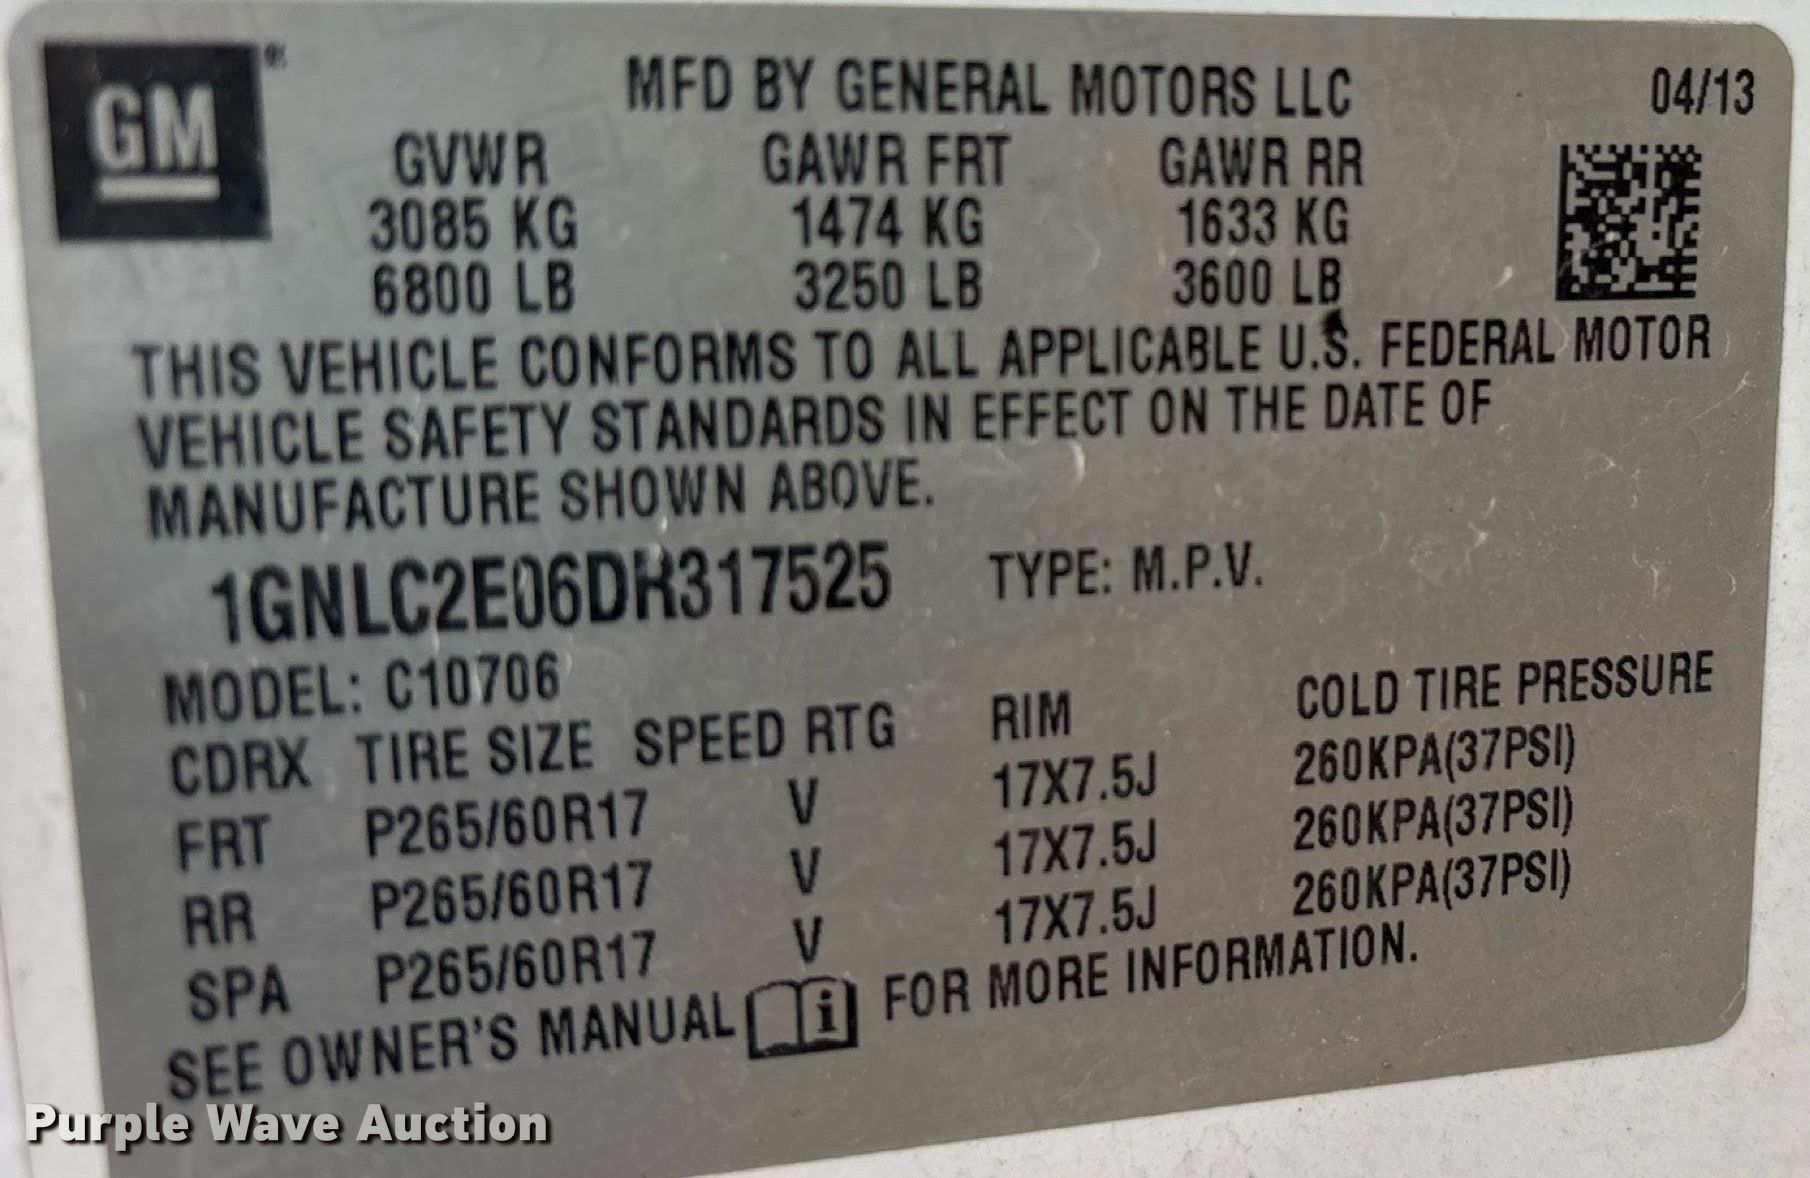 GM
MFD BY GENERAL MOTORS LLC 04/13
GVWR GAWR FRT GAWR RR
3085 KG 1474 KG 1633 KG
6800 LB 3250 LB 3600 LB
THIS VEHICLE CONFORMS TO ALL APPLICABLE U.S. FEDERAL MOTOR
VEHICLE SAFETY STANDARDS IN EFFECT ON THE DATE OF
MANUFACTURE SHOWN ABOVE.
1GNLC2E06DR317525 TYPE: M.P.V.
MODEL: C10706
CDRX TIRE SIZE SPEED RTG RIM COLD TIRE PRESSURE
FRT P265/60R17 V 17X7.5J 260KPA(37PSI)
RR P265/60R17 V 17X7.5J 260KPA(37PSI)
SPA P265/60R17 V 17X7.5J 260KPA(37PSI)
SEE OWNER'S MANUAL i FOR MORE INFORMATION.
Purple Wave Auction